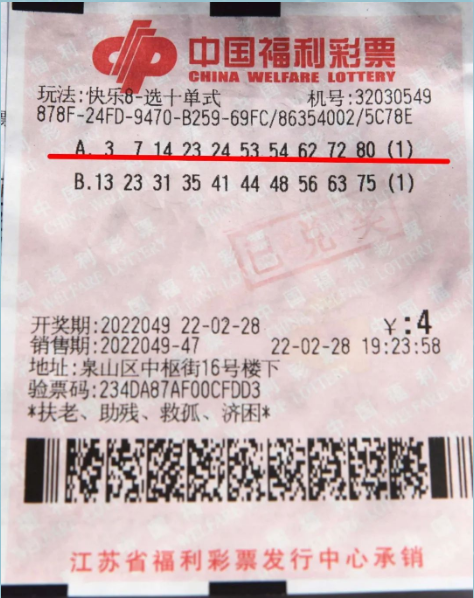 中国福利彩票
CHINA WELFARE LOTTERY
玩法:快乐8-选十单式 机号:32030549
878F-24FD-9470-B259-69FC/86354002/5C78E
A. 3 7 14 23 24 53 54 62 72 80 (1)
B.13 23 31 35 41 44 48 56 63 75 (1)
已兑奖
开奖期:2022049 22-02-28 ¥:4
销售期:2022049-47 22-02-28 19:23:58
地址:泉山区中枢街16号楼下
验票码:234DA87AF00CFDD3
*扶老、助残、救孤、济困*
江苏省福利彩票发行中心承销